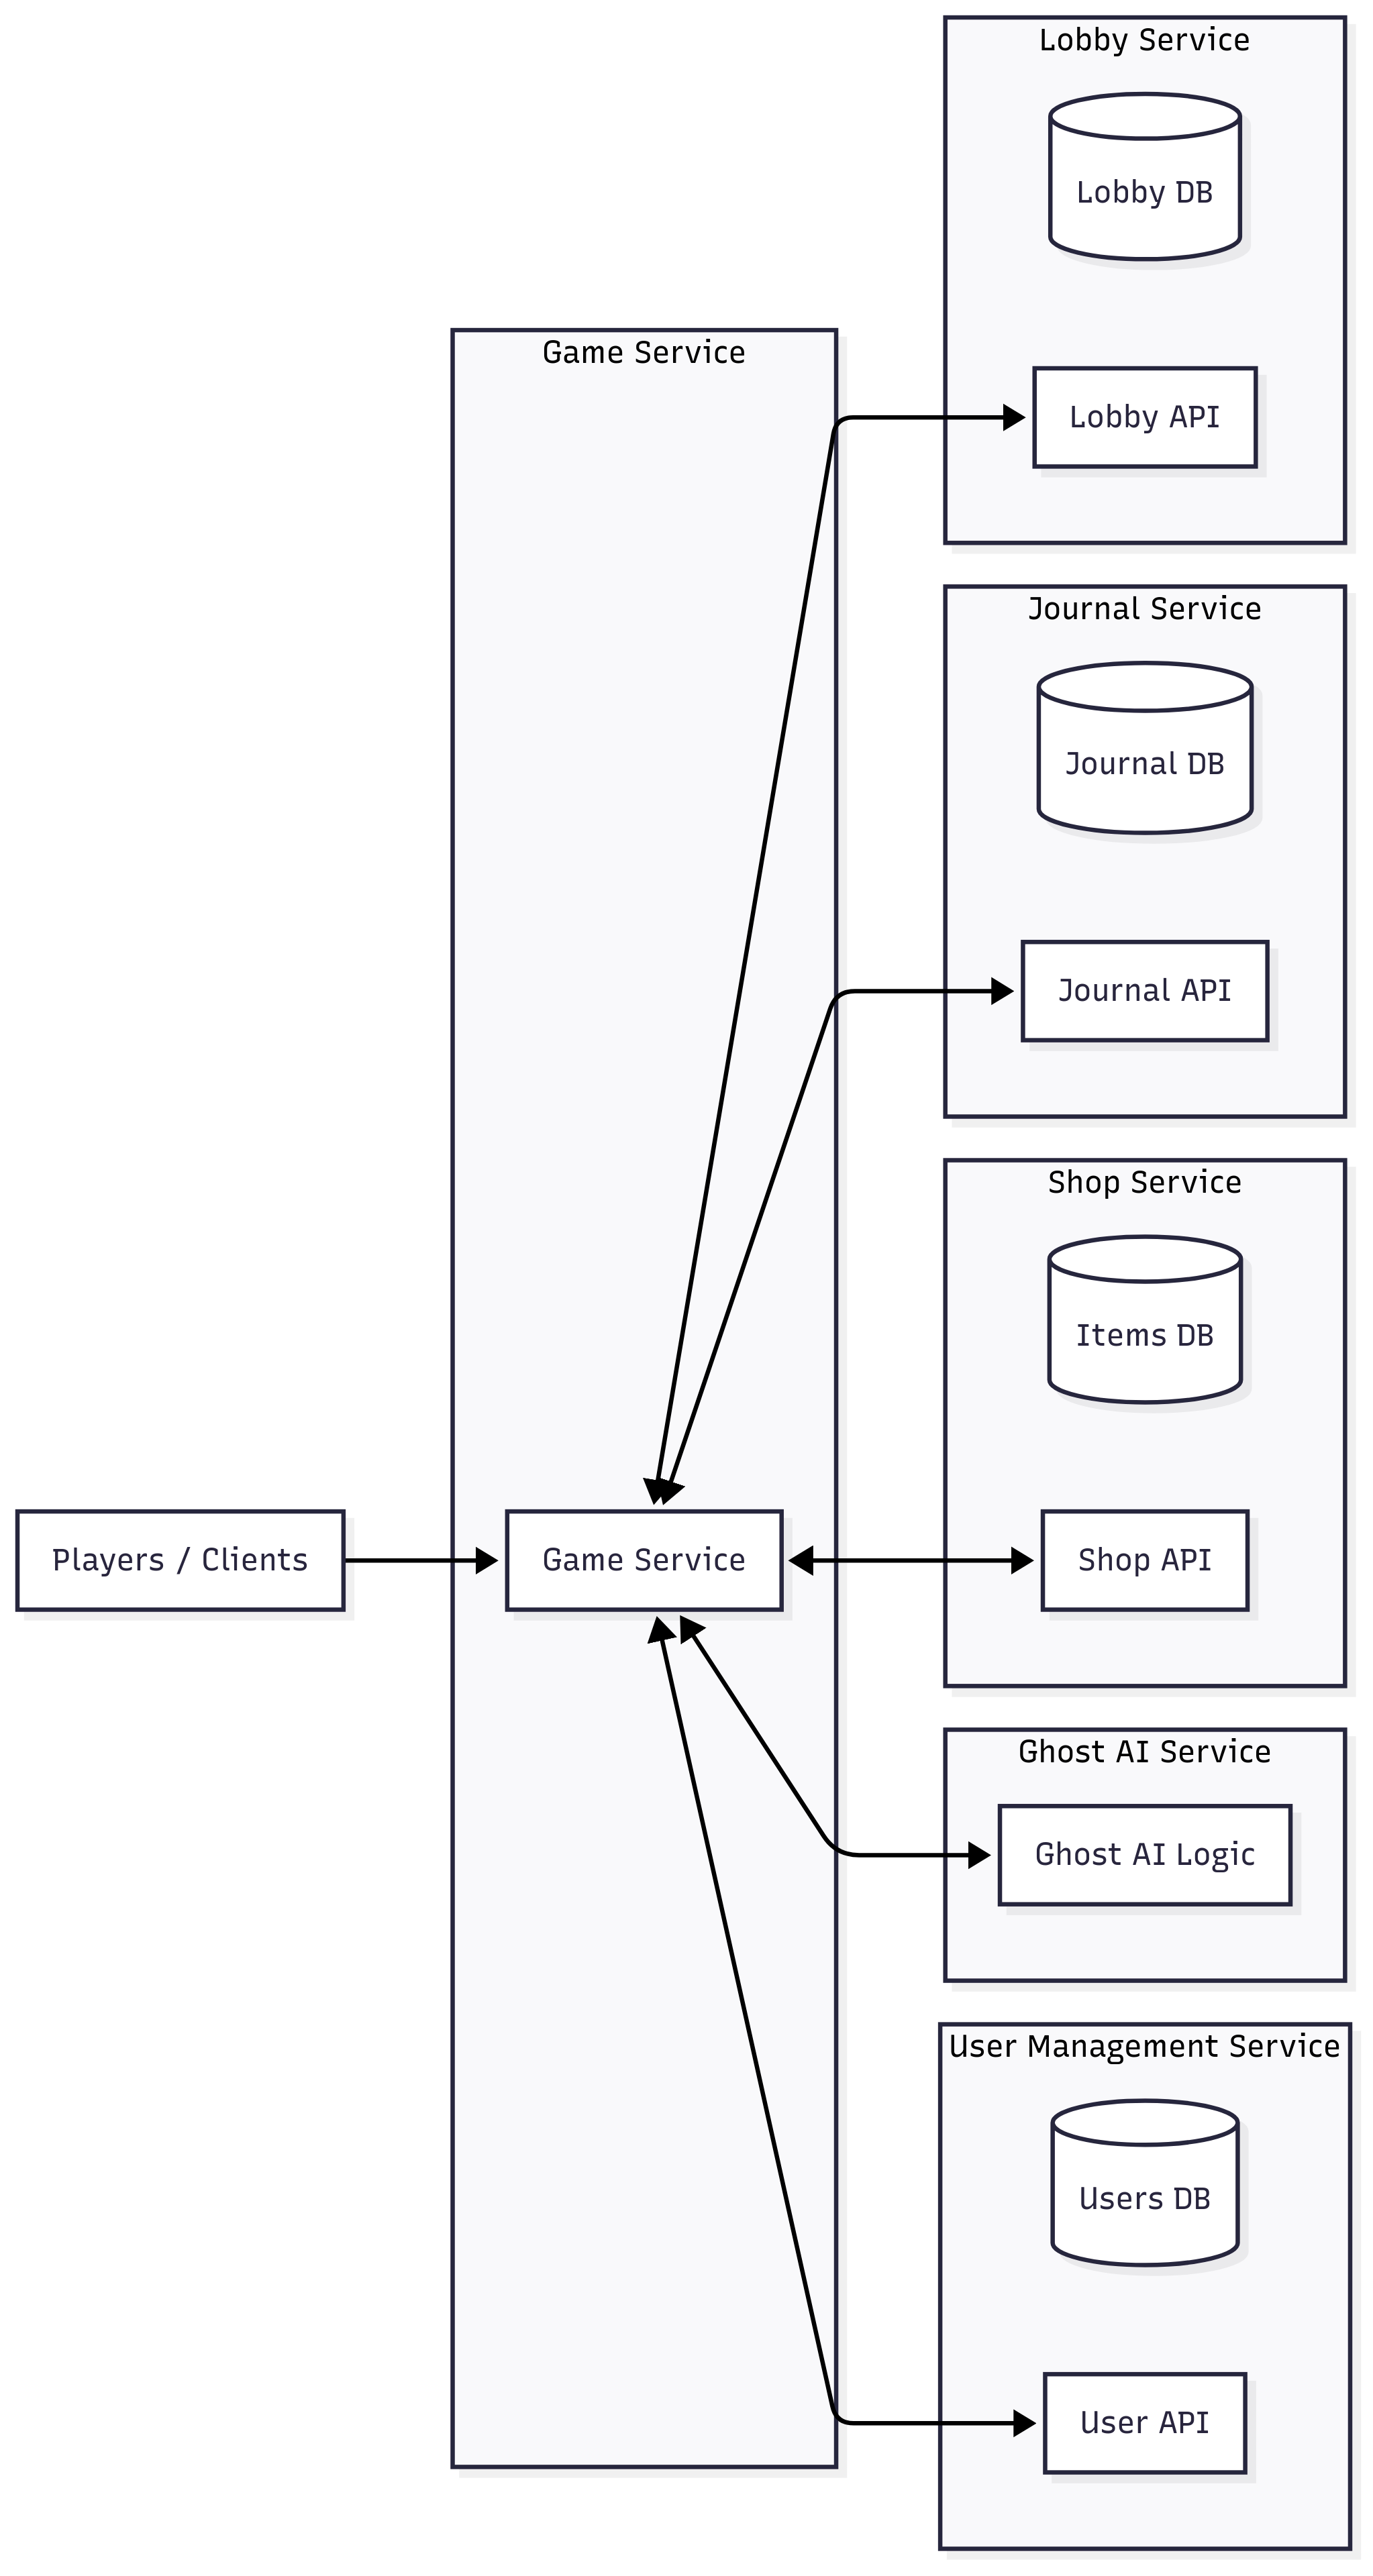 Lobby Service
Lobby DB
Game Service
Lobby API
Journal Service
Journal DB
Journal API
Shop Service
Items DB
Players / Clients
Game Service
Shop API
Ghost AI Service
Ghost AI Logic
User Management Service
Users DB
User API